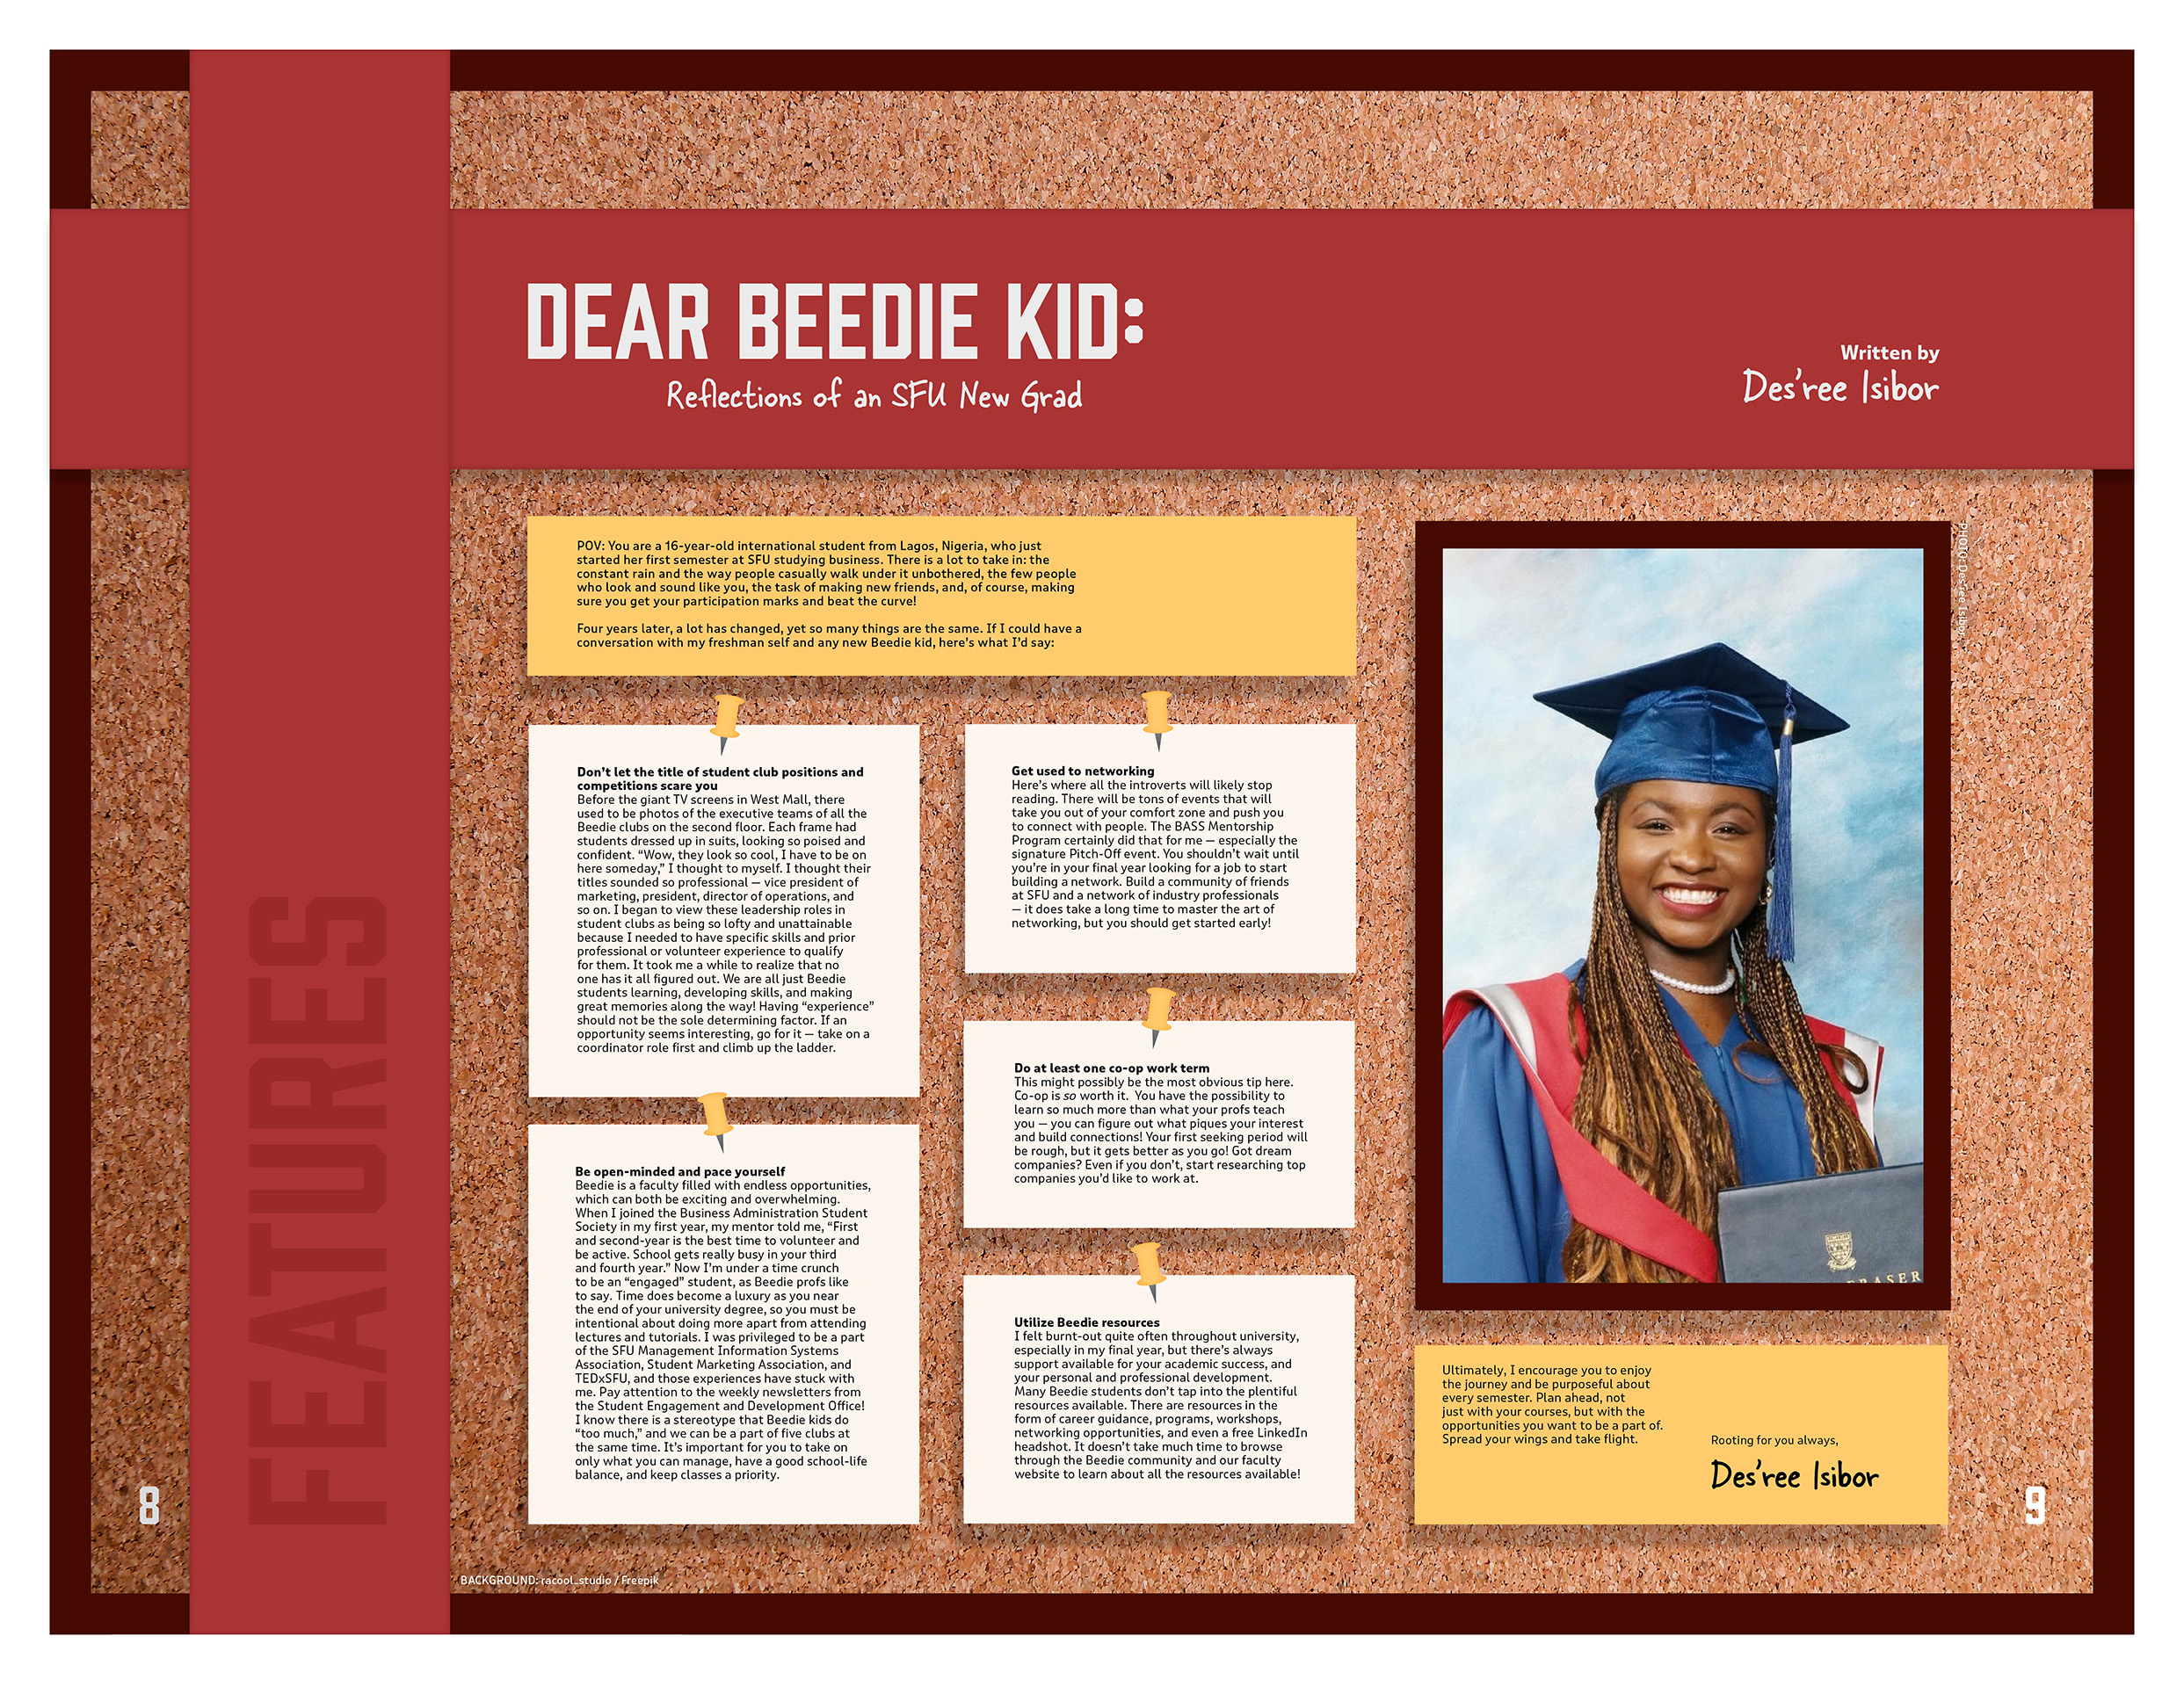 FEATURES
DEAR BEEDIE KID:
Reflections of an SFU New Grad
Written by
Des’ree Isibor
POV: You are a 16-year-old international student from Lagos, Nigeria, who just
started her first semester at SFU studying business. There is a lot to take in: the
constant rain and the way people casually walk under it unbothered, the few people
who look and sound like you, the task of making new friends, and, of course, making
sure you get your participation marks and beat the curve!
Four years later, a lot has changed, yet so many things are the same. If I could have a
conversation with my freshman self and any new Beedie kid, here’s what I’d say:
Don’t let the title of student club positions and
competitions scare you
Before the giant TV screens in West Mall, there
used to be photos of the executive teams of all the
Beedie clubs on the second floor. Each frame had
students dressed up in suits, looking so poised and
confident. “Wow, they look so cool, I have to be on
here someday,” I thought to myself. I thought their
titles sounded so professional — vice president of
marketing, president, director of operations, and
so on. I began to view these leadership roles in
student clubs as being so lofty and unattainable
because I needed to have specific skills and prior
professional or volunteer experience to qualify
for them. It took me a while to realize that no
one has it all figured out. We are all just Beedie
students learning, developing skills, and making
great memories along the way! Having “experience”
should not be the sole determining factor. If an
opportunity seems interesting, go for it — take on a
coordinator role first and climb up the ladder.
Be open-minded and pace yourself
Beedie is a faculty filled with endless opportunities,
which can both be exciting and overwhelming.
When I joined the Business Administration Student
Society in my first year, my mentor told me, “First
and second-year is the best time to volunteer and
be active. School gets really busy in your third
and fourth year.” Now I’m under a time crunch
to be an “engaged” student, as Beedie profs like
to say. Time does become a luxury as you near
the end of your university degree, so you must be
intentional about doing more apart from attending
lectures and tutorials. I was privileged to be a part
of the SFU Management Information Systems
Association, Student Marketing Association, and
TEDxSFU, and those experiences have stuck with
me. Pay attention to the weekly newsletters from
the Student Engagement and Development Office!
I know there is a stereotype that Beedie kids do
“too much,” and we can be a part of five clubs at
the same time. It’s important for you to take on
only what you can manage, have a good school-life
balance, and keep classes a priority.
Get used to networking
Here’s where all the introverts will likely stop
reading. There will be tons of events that will
take you out of your comfort zone and push you
to connect with people. The BASS Mentorship
Program certainly did that for me — especially the
signature Pitch-Off event. You shouldn’t wait until
you’re in your final year looking for a job to start
building a network. Build a community of friends
at SFU and a network of industry professionals
— it does take a long time to master the art of
networking, but you should get started early!
Do at least one co-op work term
This might possibly be the most obvious tip here.
Co-op is so worth it. You have the possibility to
learn so much more than what your profs teach
you — you can figure out what piques your interest
and build connections! Your first seeking period will
be rough, but it gets better as you go! Got dream
companies? Even if you don’t, start researching top
companies you’d like to work at.
Utilize Beedie resources
I felt burnt-out quite often throughout university,
especially in my final year, but there’s always
support available for your academic success, and
your personal and professional development.
Many Beedie students don’t tap into the plentiful
resources available. There are resources in the
form of career guidance, programs, workshops,
networking opportunities, and even a free LinkedIn
headshot. It doesn’t take much time to browse
through the Beedie community and our faculty
website to learn about all the resources available!
PHOTO: Des’ree Isibor
FRASER
Ultimately, I encourage you to enjoy
the journey and be purposeful about
every semester. Plan ahead, not
just with your courses, but with the
opportunities you want to be a part of.
Spread your wings and take flight.
Rooting for you always,
Des’ree Isibor
8
9
BACKGROUND: racool_studio / Freepik